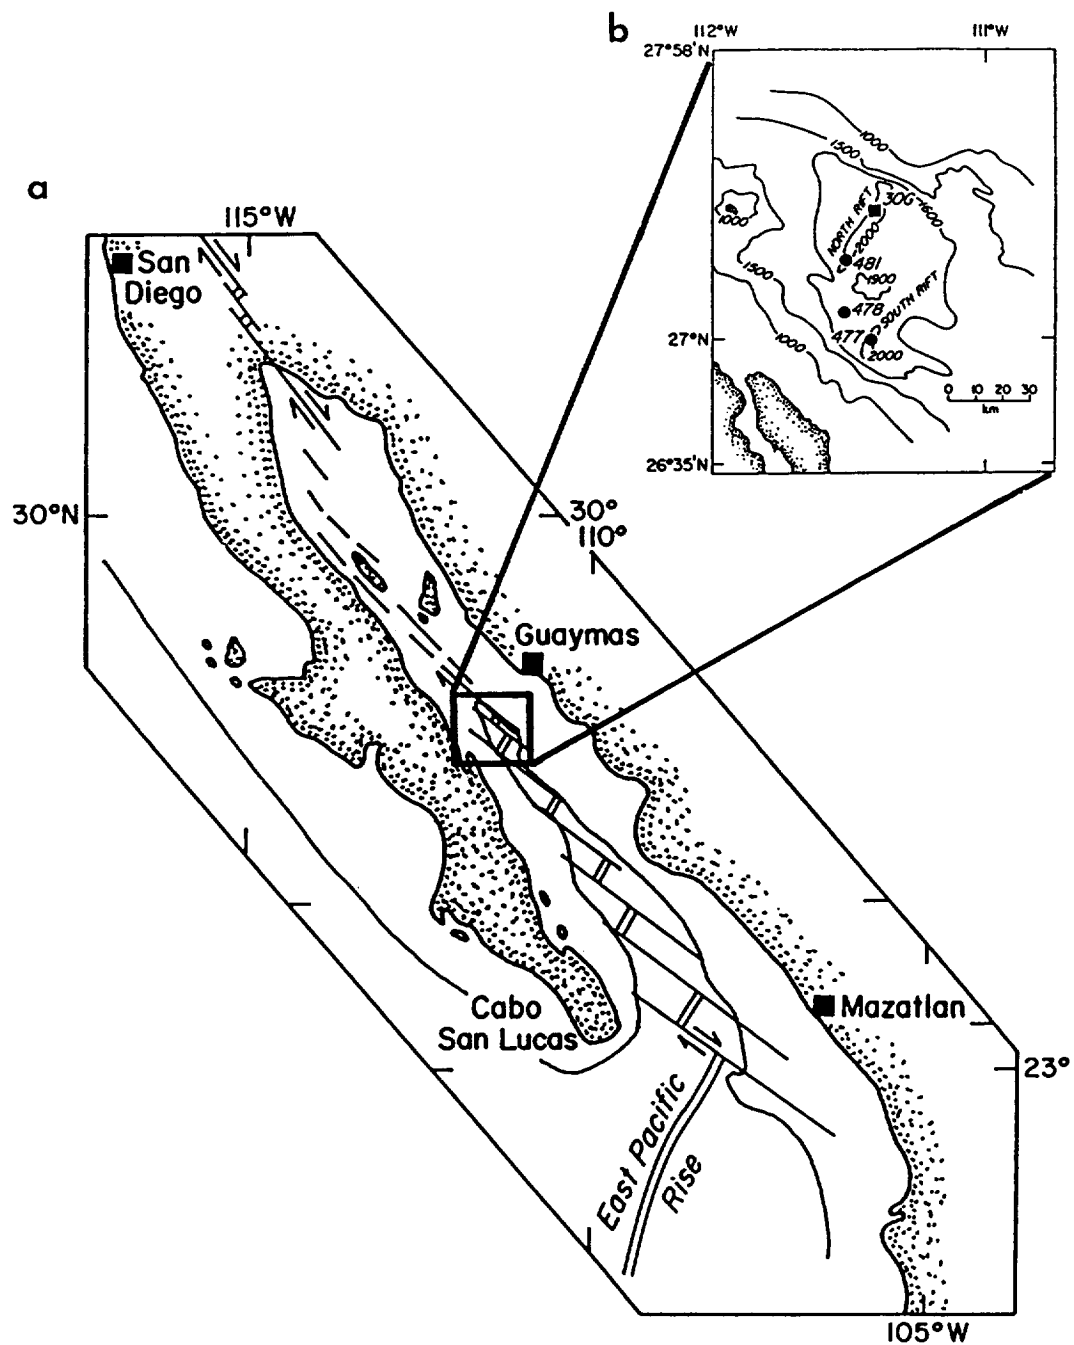 b
112°W
111°W
27°58'N
1000
1500
30G
1600
NORTH RIFT
2000
1000
481
1500
1900
SOUTH RIFT
478
477
27°N
1000
2000
0 10 20 30
km
26°35'N
a
115°W
San
Diego
30°N
30°
110°
Guaymas
Cabo
San Lucas
Mazatlan
23°
East Pacific
Rise
105°W